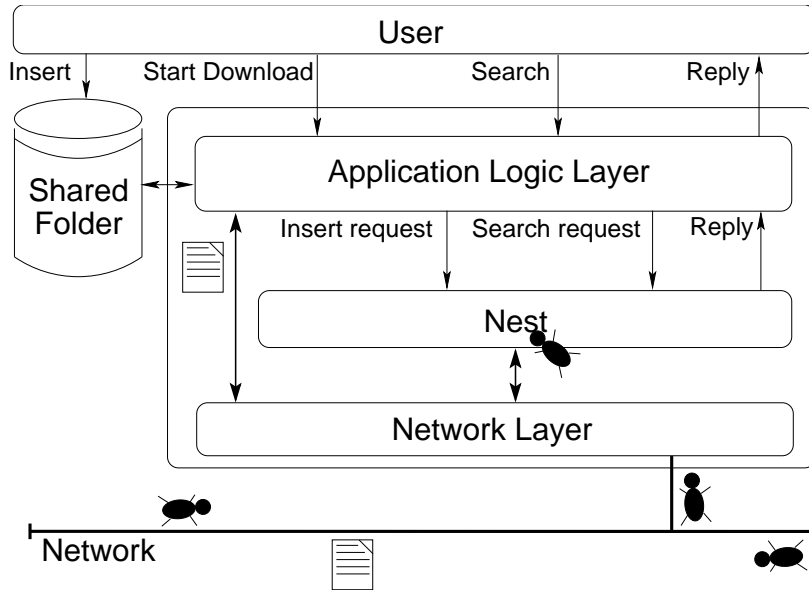 User
Insert
Start Download
Search
Reply
Application Logic Layer
Shared
Folder
Insert request
Search request
Reply
Nest
Network Layer
Network